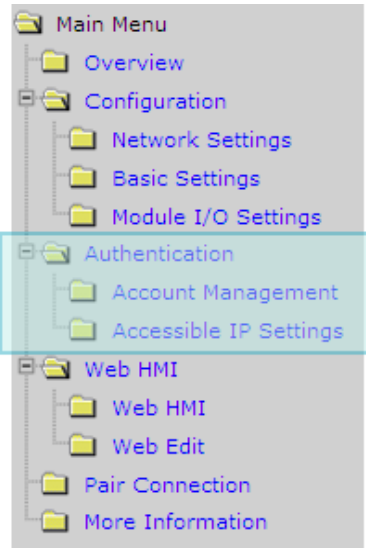 Main Menu
Overview
Configuration
Network Settings
Basic Settings
Module I/O Settings
Authentication
Account Management
Accessible IP Settings
Web HMI
Web HMI
Web Edit
Pair Connection
More Information